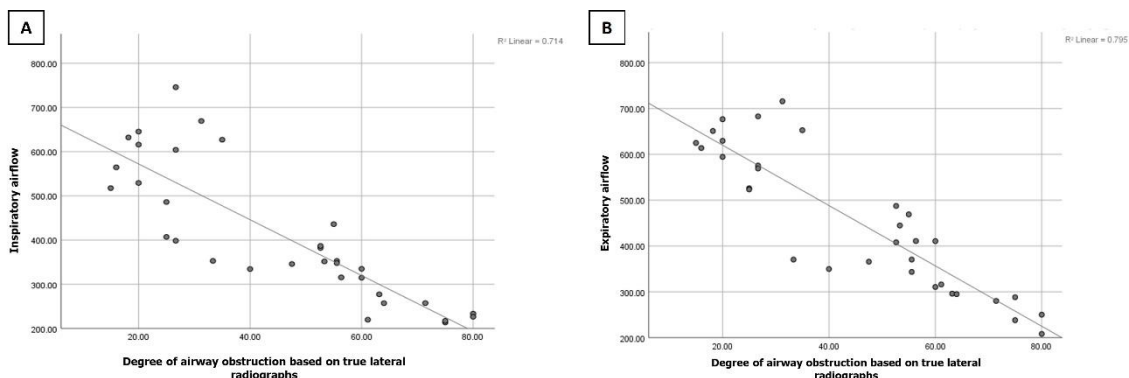 A
R² Linear = 0.714
Inspiratory airflow
800.00
700.00
600.00
500.00
400.00
300.00
200.00
20.00
40.00
60.00
80.00
Degree of airway obstruction based on true lateral
radiographs
B
R² Linear = 0.795
Expiratory airflow
800.00
700.00
600.00
500.00
400.00
300.00
200.00
20.00
40.00
60.00
80.00
Degree of airway obstruction based on true lateral
radiographs